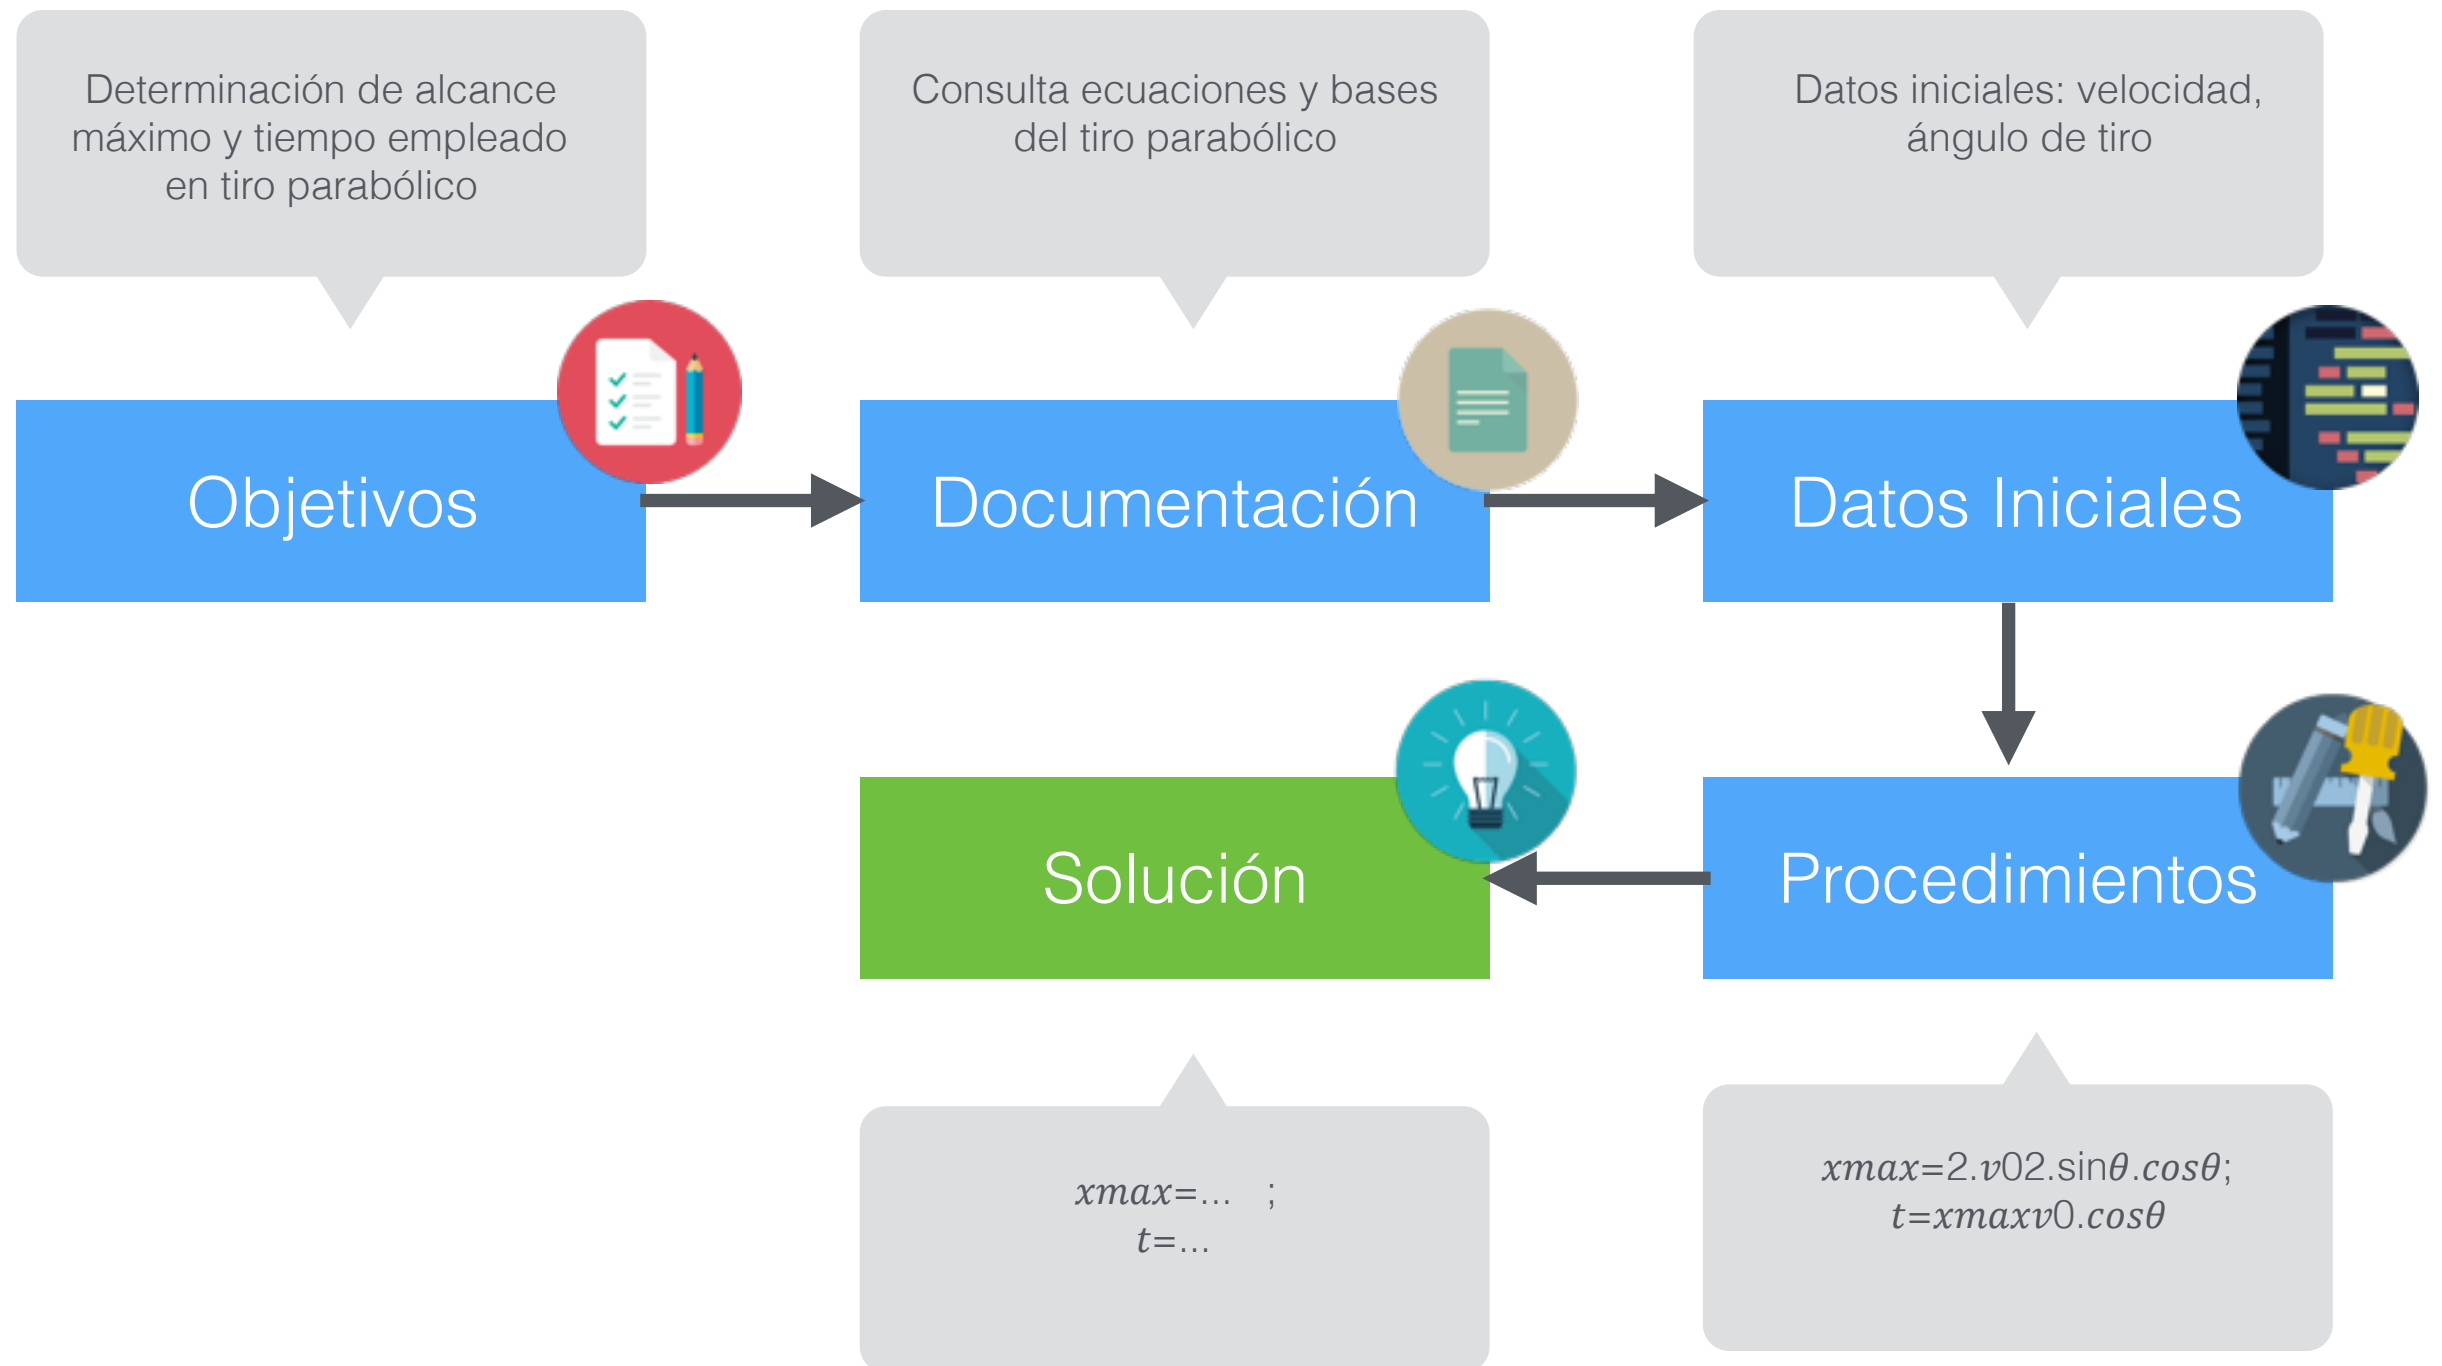 Determinación de alcance
máximo y tiempo empleado
en tiro parabólico
Consulta ecuaciones y bases
del tiro parabólico
Datos iniciales: velocidad,
ángulo de tiro
Objetivos
Documentación
Datos Iniciales
Solución
Procedimientos
𝑥𝑚𝑎𝑥=... ;
𝑡=...
𝑥𝑚𝑎𝑥=2.𝑣02.sin𝜃.𝑐𝑜𝑠𝜃;
𝑡=𝑥𝑚𝑎𝑥𝑣0.𝑐𝑜𝑠𝜃